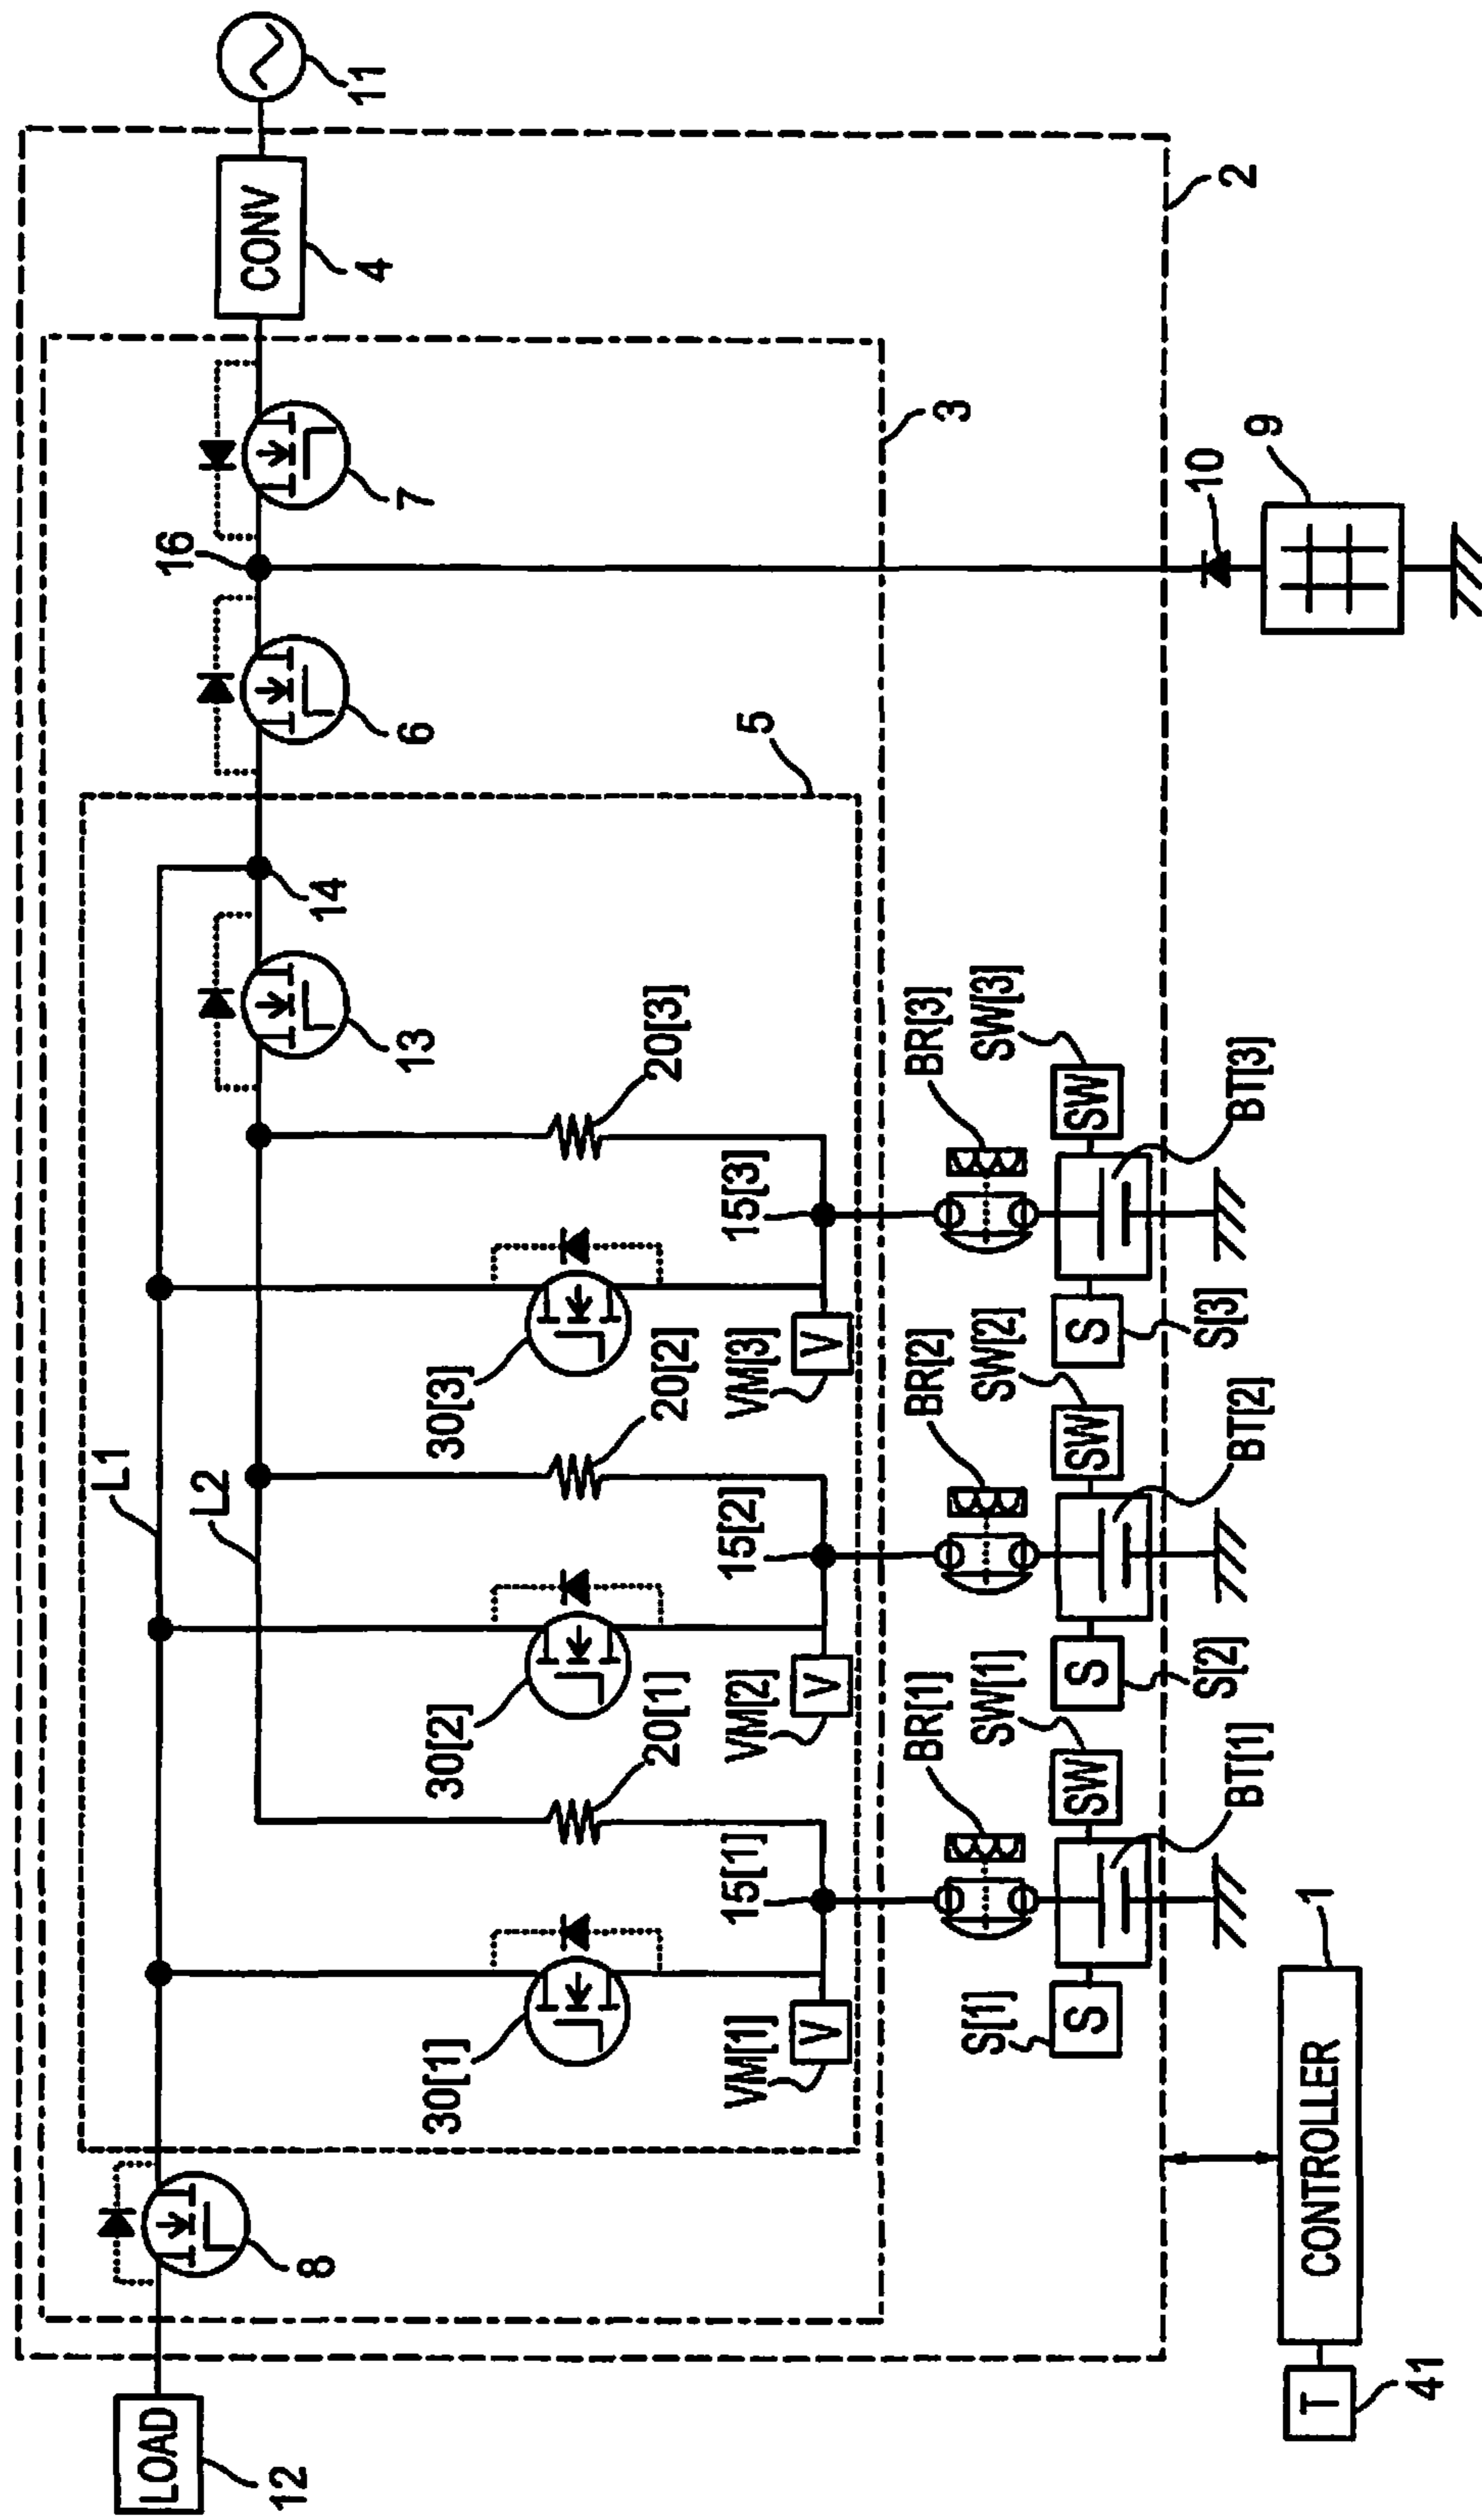 LOAD
12
8
L1
L2
30[1]
VM[1]
V
15[1]
20[1]
30[2]
VM[2]
V
15[2]
20[2]
30[3]
VM[3]
V
15[3]
20[3]
13
14
5
6
16
7
3
CONV
4
11
2
10
9
S[1]
S
BR[1]
SW[1]
SW
BT[1]
S[2]
S
BR[2]
SW[2]
SW
BT[2]
S[3]
S
BR[3]
SW[3]
SW
BT[3]
T
41
CONTROLLER
1